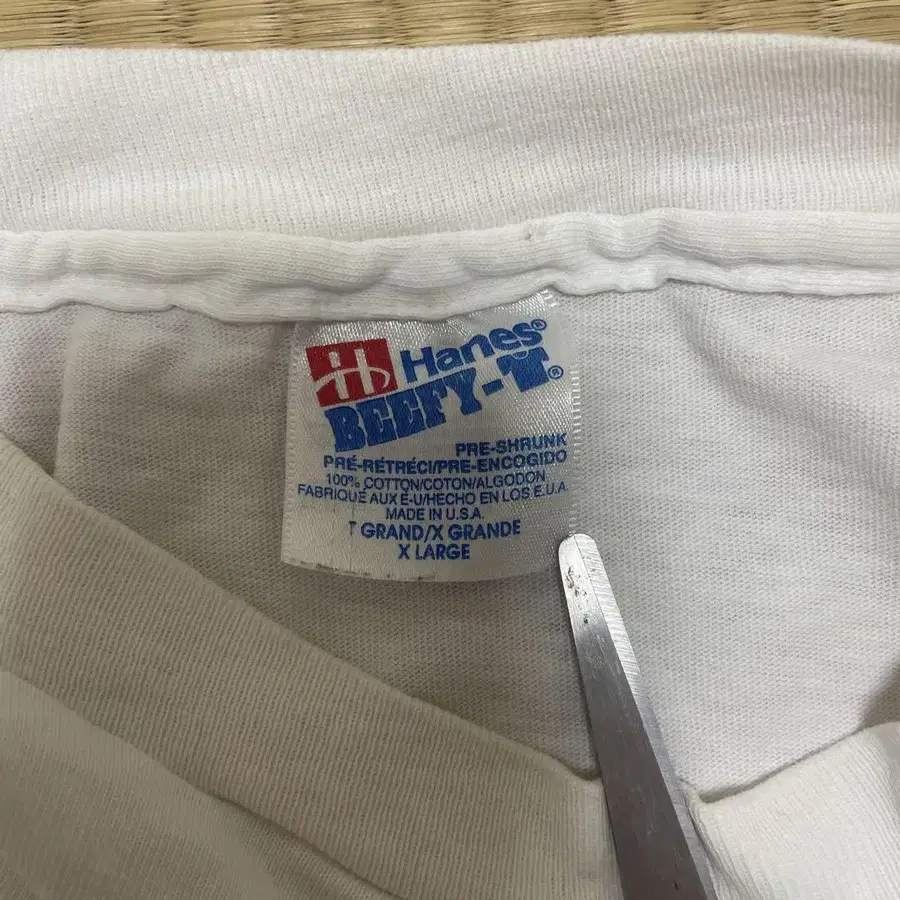 H Hanes®
BEEFY-T®
PRE-SHRUNK
PRÉ-RÉTRÉCI/PRE-ENCOGIDO
100% COTTON/COTON/ALGODON
FABRIQUÉ AUX É-U/HECHO EN LOS E.U.A.
MADE IN U.S.A.
T GRAND/X GRANDE
X LARGE